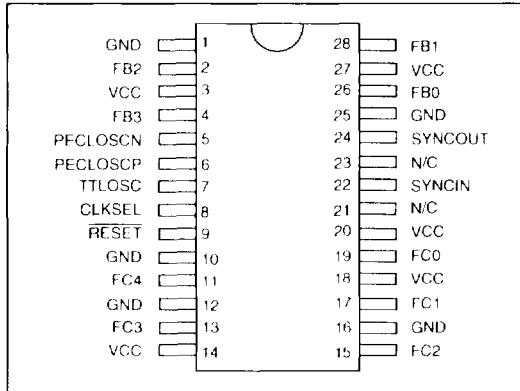 GND 1 28 FB1
FB2 2 27 VCC
VCC 3 26 FB0
FB3 4 25 GND
PECLOSCN 5 24 SYNCOUT
PECLOSCP 6 23 N/C
TTLOSC 7 22 SYNCIN
CLKSEL 8 21 N/C
RESET 9 20 VCC
GND 10 19 FC0
FC4 11 18 VCC
GND 12 17 FC1
FC3 13 16 GND
VCC 14 15 FC2